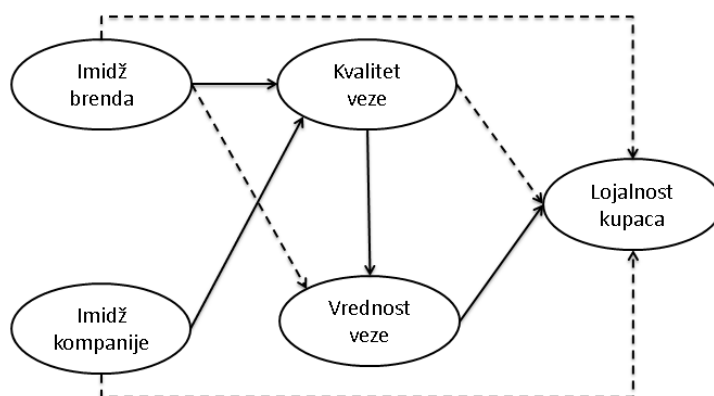 Imidž
brenda
Kvalitet
veze
Lojalnost
kupaca
Imidž
kompanije
Vrednost
veze